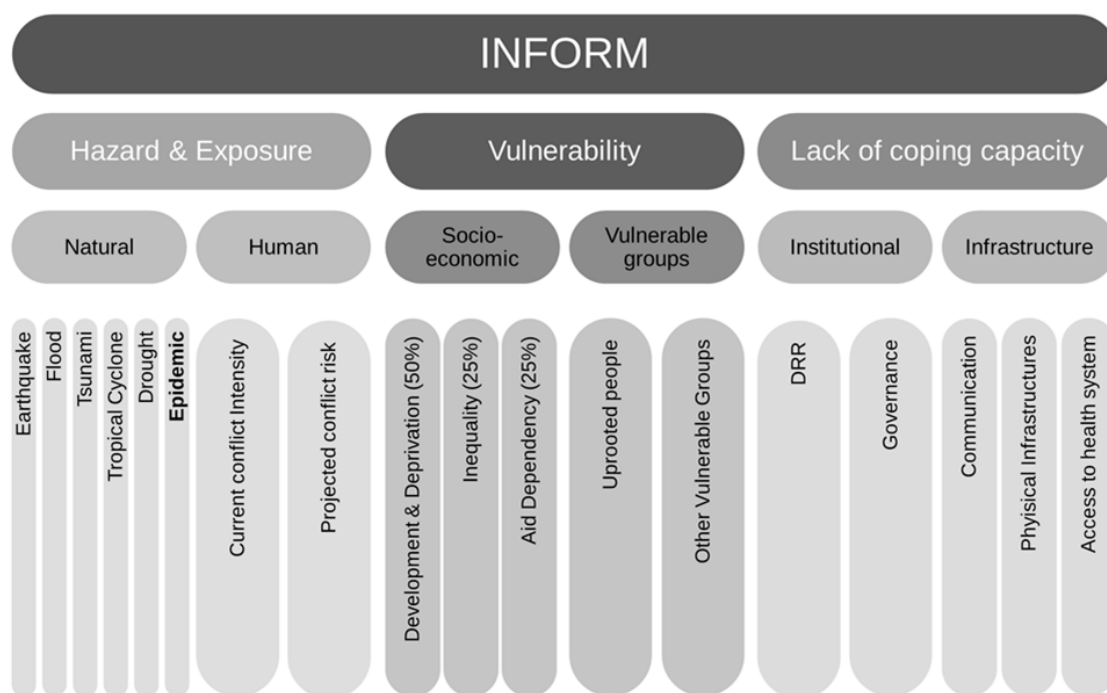 INFORM
Hazard & Exposure
Vulnerability
Lack of coping capacity
Natural
Human
Socio-
economic
Vulnerable
groups
Institutional
Infrastructure
Earthquake
Flood
Tsunami
Tropical Cyclone
Drought
Epidemic
Current conflict Intensity
Projected conflict risk
Development & Deprivation (50%)
Inequality (25%)
Aid Dependency (25%)
Uprooted people
Other Vulnerable Groups
DRR
Governance
Communication
Phyisical Infrastructures
Access to health system